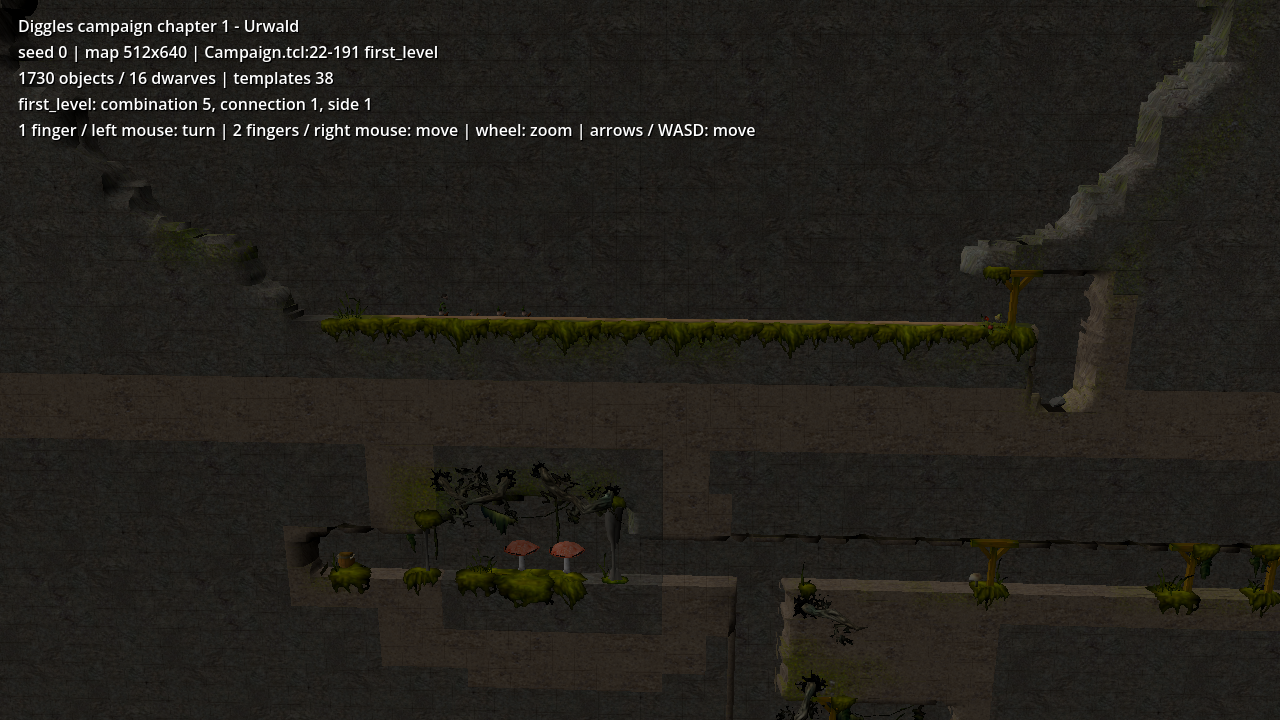 Diggles campaign chapter 1 - Urwald
seed 0 | map 512x640 | Campaign.tcl:22-191 first_level
1730 objects / 16 dwarves | templates 38
first_level: combination 5, connection 1, side 1
1 finger / left mouse: turn | 2 fingers / right mouse: move | wheel: zoom | arrows / WASD: move